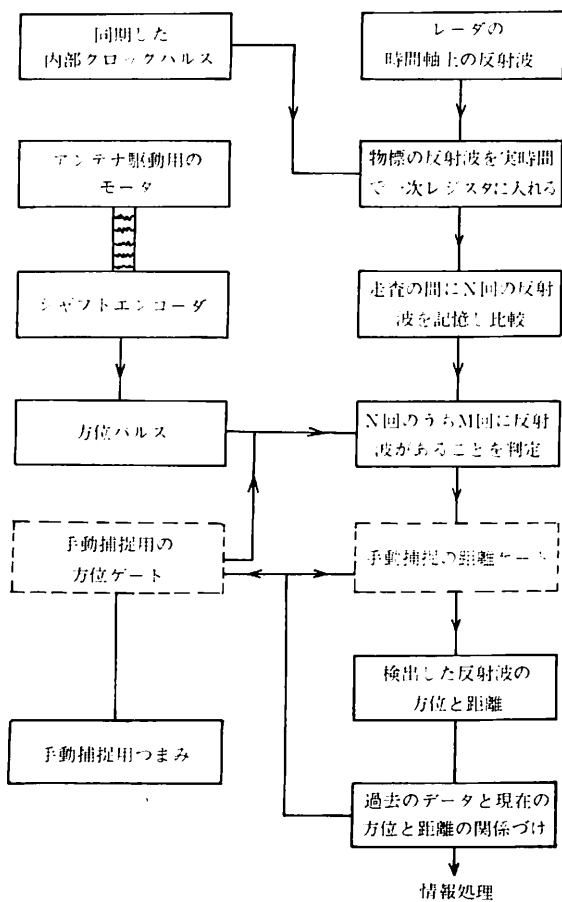 同期した
内部クロックパルス
レーダの
時間軸上の反射波
アンテナ駆動用の
モータ
物標の反射波を実時間
で一次レジスタに入れる
シャフトエンコーダ
走査の間にN回の反射
波を記憶し比較
方位パルス
N回のうちM回に反射
波があることを判定
手動捕捉用の
方位ゲート
手動捕捉の距離ゲート
検出した反射波の
方位と距離
手動捕捉用つまみ
過去のデータと現在の
方位と距離の関係づけ
情報処理